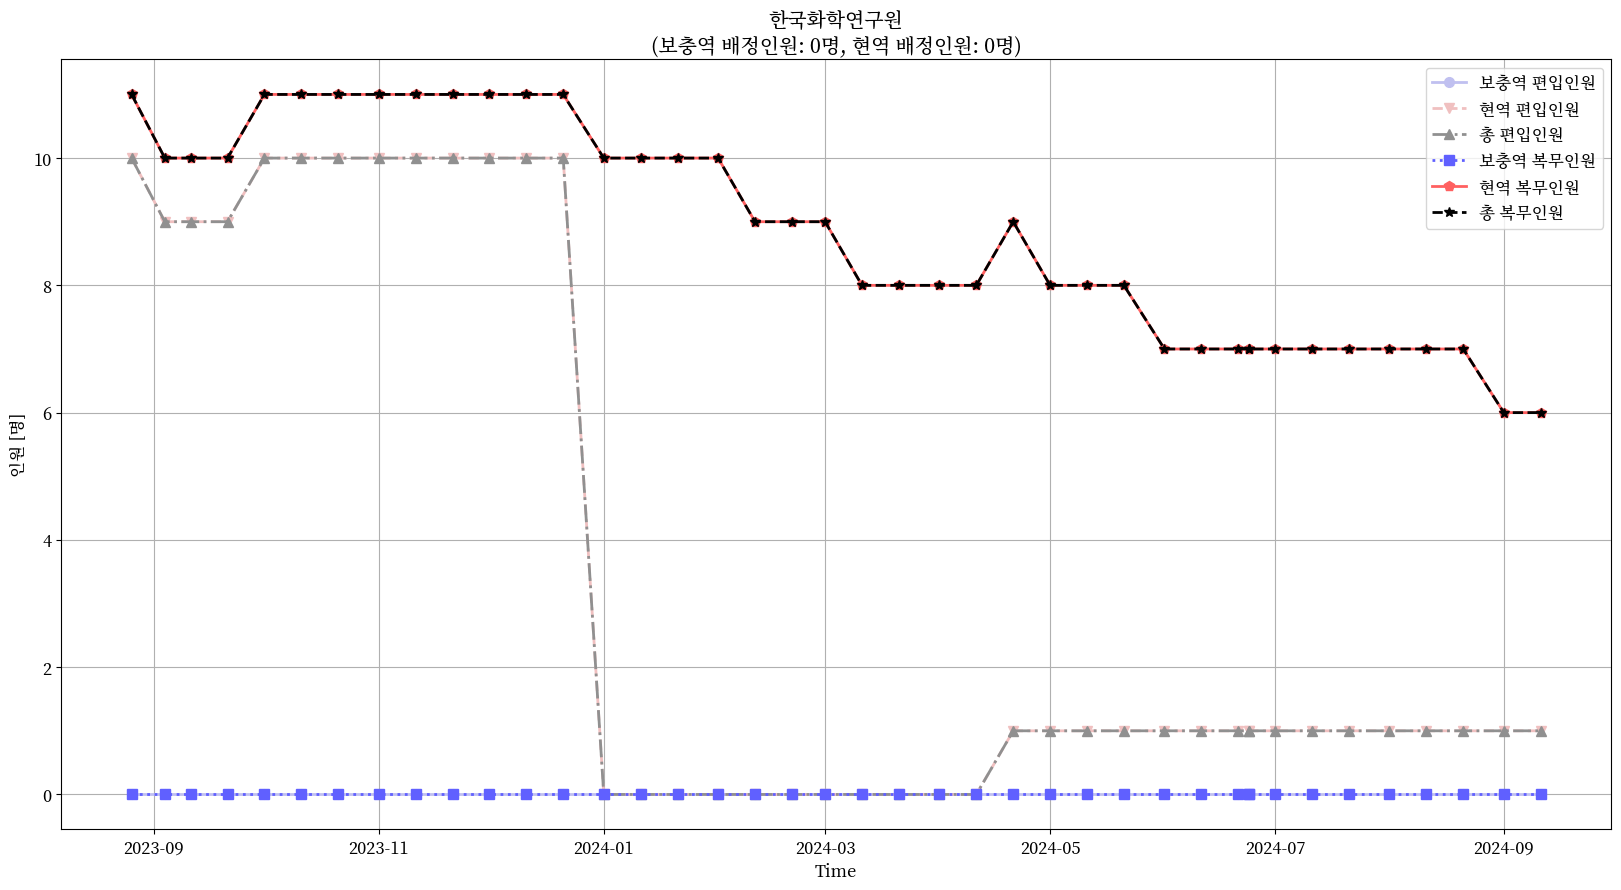 한국화학연구원
(보충역 배정인원: 0명, 현역 배정인원: 0명)
보충역 편입인원
현역 편입인원
총 편입인원
보충역 복무인원
현역 복무인원
총 복무인원
인원 [명]
10
8
6
4
2
0
2023-09
2023-11
2024-01
2024-03
2024-05
2024-07
2024-09
Time